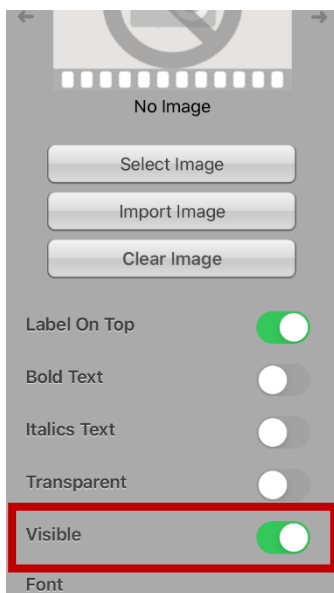 No Image
Select Image
Import Image
Clear Image
Label On Top
Bold Text
Italics Text
Transparent
Visible
Font